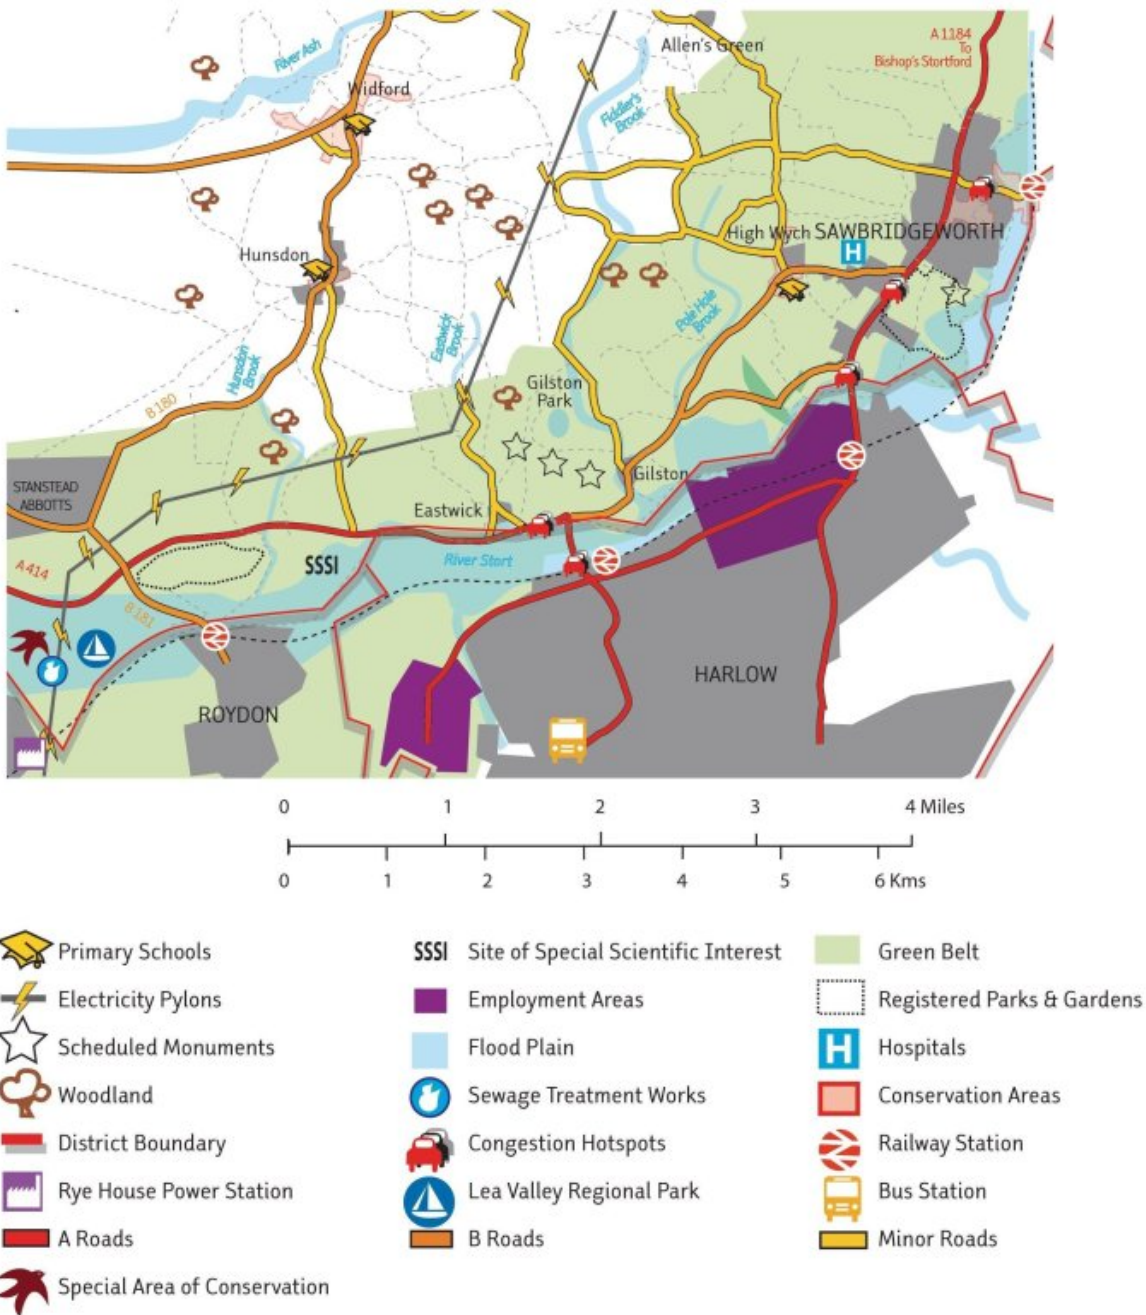 Allen's Green
A1184
To
Bishop's Stortford
River Ash
Widford
Fiddler's
Brook
High Wych
SAWBRIDGEWORTH
H
Hunsdon
Pole Hole
Brook
Eastwick
Brook
Hunsdon
Brook
Gilston
Park
B180
STANSTEAD
ABBOTTS
Gilston
Eastwick
River Stort
SSSI
A414
B181
HARLOW
ROYDON
0 1 2 3 4 Miles
0 1 2 3 4 5 6 Kms
Primary Schools
Electricity Pylons
Scheduled Monuments
Woodland
District Boundary
Rye House Power Station
A Roads
Special Area of Conservation
SSSI Site of Special Scientific Interest
Employment Areas
Flood Plain
Sewage Treatment Works
Congestion Hotspots
Lea Valley Regional Park
B Roads
Green Belt
Registered Parks & Gardens
H Hospitals
Conservation Areas
Railway Station
Bus Station
Minor Roads